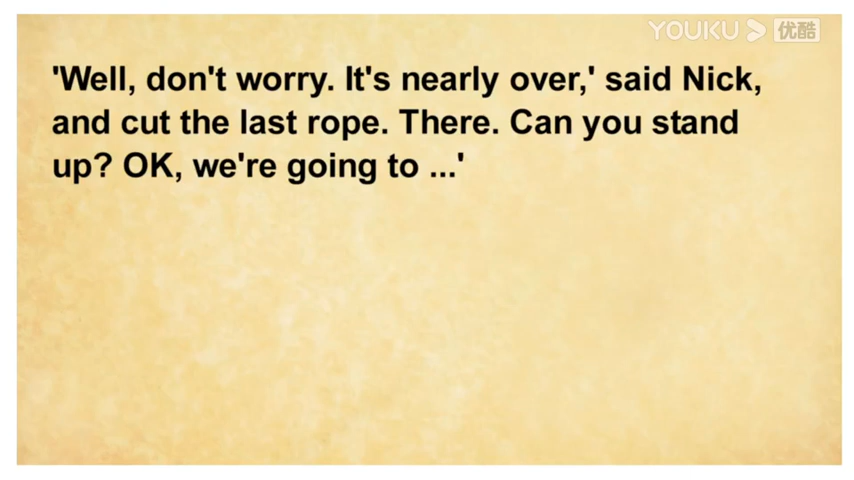 YOUKU 优酷
'Well, don't worry. It's nearly over,' said Nick,
and cut the last rope. There. Can you stand
up? OK, we're going to ...'